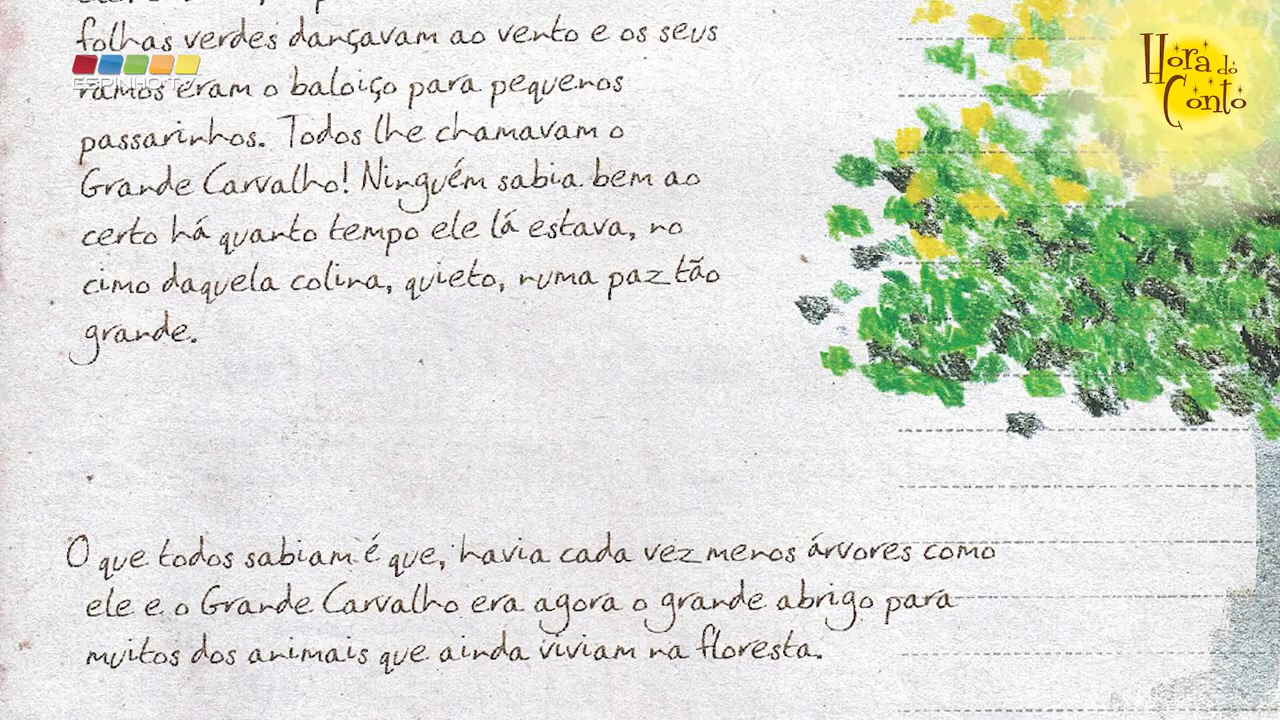 folhas verdes dançavam ao vento e os seus
ESPINHO TV
ramos eram o baloiço para pequenos
passarinhos. Todos lhe chamavam o
Grande Carvalho! Ninguém sabia bem ao
certo há quanto tempo ele lá estava, no
cimo daquela colina, quieto, numa paz tão
grande.
O que todos sabiam é que, havia cada vez menos árvores como
ele e o Grande Carvalho era agora o grande abrigo para
muitos dos animais que ainda viviam na floresta.
Hora do
Conto